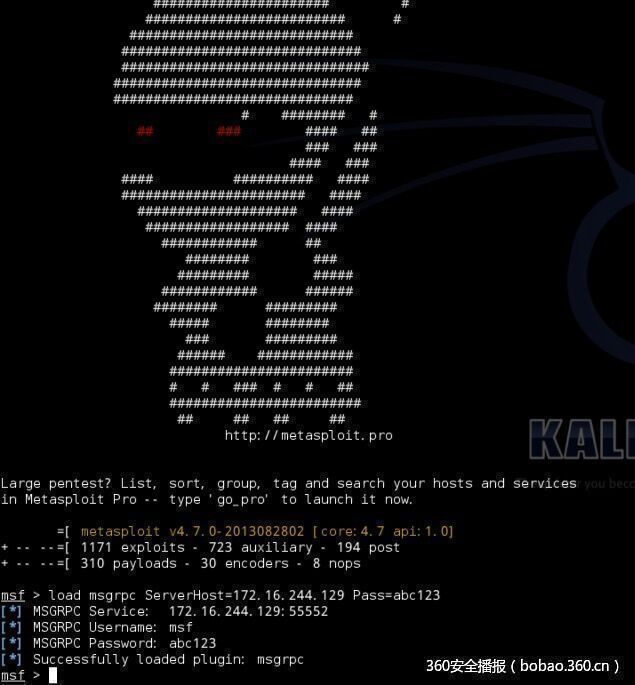 http://metasploit.pro
KALI
Large pentest? List, sort, group, tag and search your hosts and services
in Metasploit Pro -- type 'go_pro' to launch it now.
=[ metasploit v4.7.0-2013082802 [core:4.7 api:1.0]
+ -- --=[ 1171 exploits - 723 auxiliary - 194 post
+ -- --=[ 310 payloads - 30 encoders - 8 nops
msf > load msgrpc ServerHost=172.16.244.129 Pass=abc123
[*] MSGRPC Service: 172.16.244.129:55552
[*] MSGRPC Username: msf
[*] MSGRPC Password: abc123
[*] Successfully loaded plugin: msgrpc
msf >
360安全播报（bobao.360.cn）